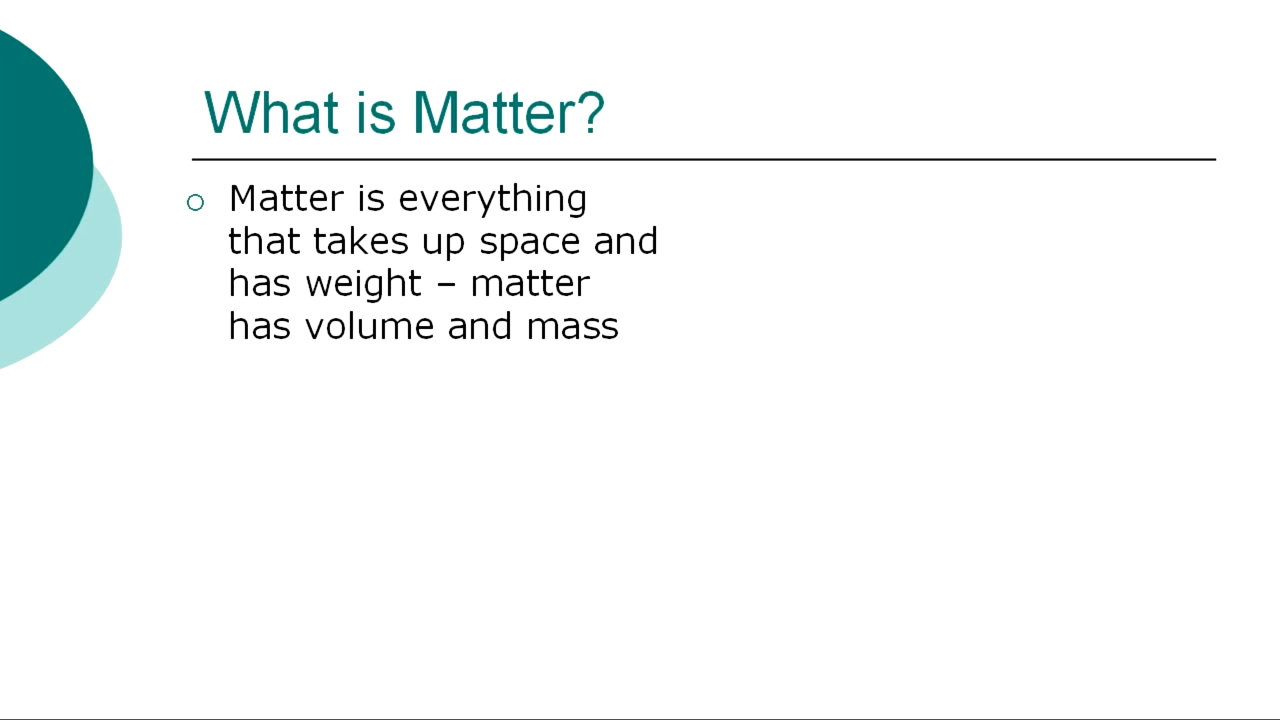 What is Matter?
Matter is everything
that takes up space and
has weight – matter
has volume and mass